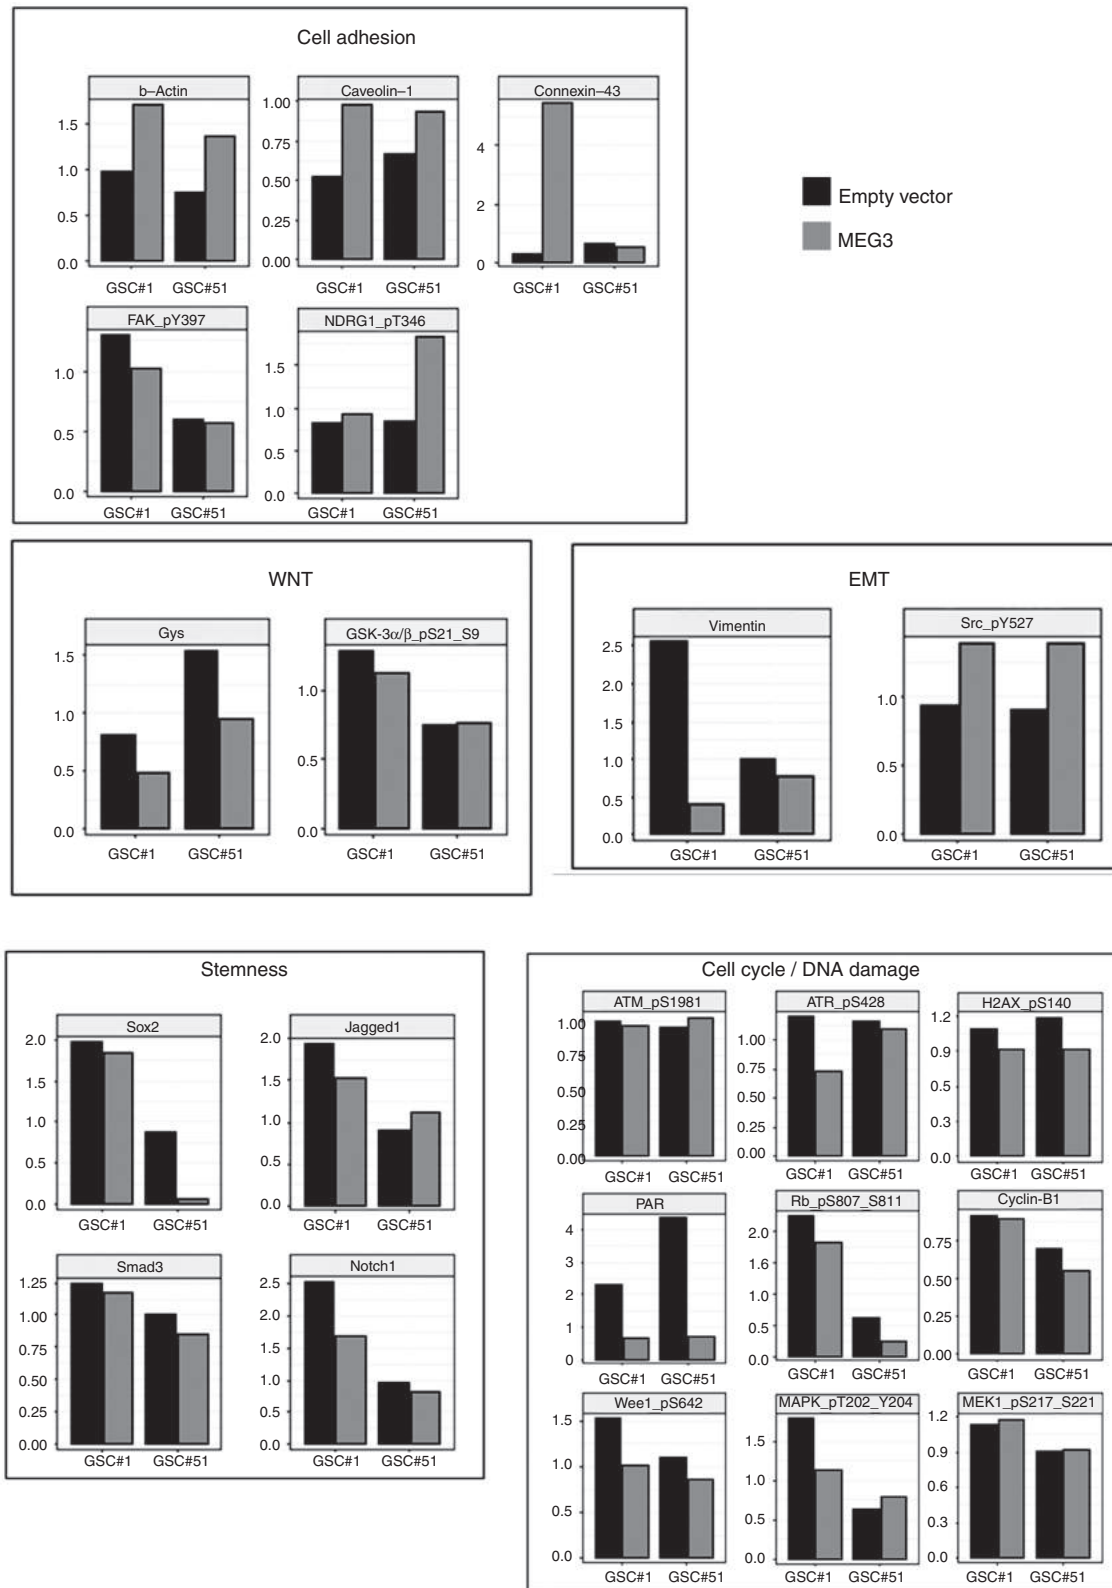 Cell adhesion
b–Actin
Caveolin–1
Connexin–43
1.5
1.0
0.5
0.0
1.00
0.75
0.50
0.25
0.00
4
2
0
GSC#1 GSC#51
GSC#1 GSC#51
GSC#1 GSC#51
Empty vector
MEG3
FAK_pY397
NDRG1_pT346
1.0
0.5
0.0
1.5
1.0
0.5
0.0
GSC#1 GSC#51
GSC#1 GSC#51
WNT
Gys
GSK-3α/β_pS21_S9
1.5
1.0
0.5
0.0
1.0
0.5
0.0
GSC#1 GSC#51
GSC#1 GSC#51
EMT
Vimentin
Src_pY527
2.5
2.0
1.5
1.0
0.5
0.0
1.0
0.5
0.0
GSC#1 GSC#51
GSC#1 GSC#51
Stemness
Sox2
Jagged1
2.0
1.5
1.0
0.5
0.0
2.0
1.5
1.0
0.5
0.0
GSC#1 GSC#51
GSC#1 GSC#51
Smad3
Notch1
1.25
1.00
0.75
0.50
0.25
0.00
2.5
2.0
1.5
1.0
0.5
0.0
GSC#1 GSC#51
GSC#1 GSC#51
Cell cycle / DNA damage
ATM_pS1981
ATR_pS428
H2AX_pS140
1.00
0.75
0.50
0.25
0.00
1.00
0.75
0.50
0.25
0.00
1.2
0.9
0.5
0.3
0.0
GSC#1 GSC#51
GSC#1 GSC#51
GSC#1 GSC#51
PAR
Rb_pS807_S811
Cyclin-B1
4
3
2
1
0
2.0
1.5
1.0
0.5
0.0
0.75
0.50
0.25
0.00
GSC#1 GSC#51
GSC#1 GSC#51
GSC#1 GSC#51
Wee1_pS642
MAPK_pT202_Y204
MEK1_pS217_S221
1.5
1.0
0.5
0.0
1.5
1.0
0.5
0.0
1.2
0.9
0.6
0.3
0.0
GSC#1 GSC#51
GSC#1 GSC#51
GSC#1 GSC#51